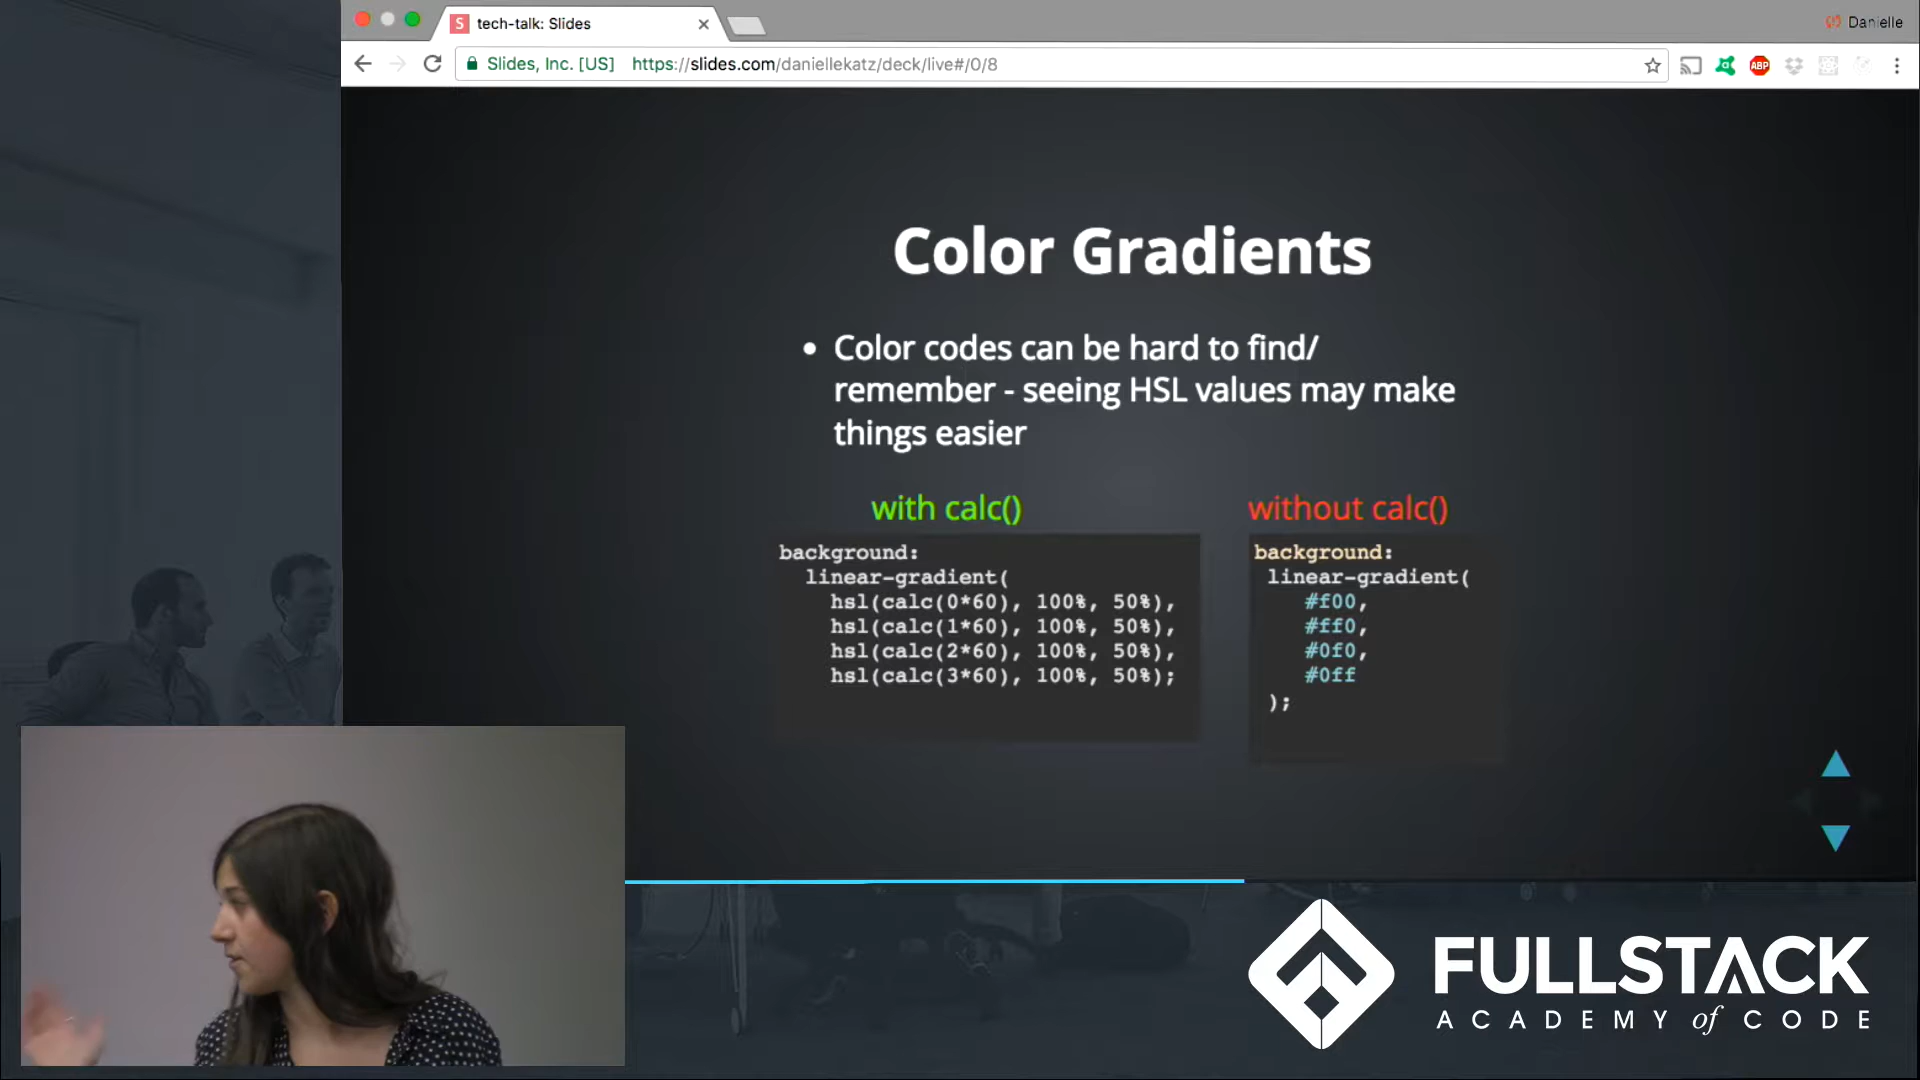 tech-talk: Slides
Danielle
Slides, Inc. [US] https://slides.com/daniellekatz/deck/live#/0/8
ABP
Color Gradients
• Color codes can be hard to find/
remember - seeing HSL values may make
things easier
with calc()
background:
linear-gradient(
hsl(calc(0*60), 100%, 50%),
hsl(calc(1*60), 100%, 50%),
hsl(calc(2*60), 100%, 50%),
hsl(calc(3*60), 100%, 50%);
without calc()
background:
linear-gradient(
#f00,
#ff0,
#0f0,
#0ff
);
FULLSTACK
ACADEMY of CODE